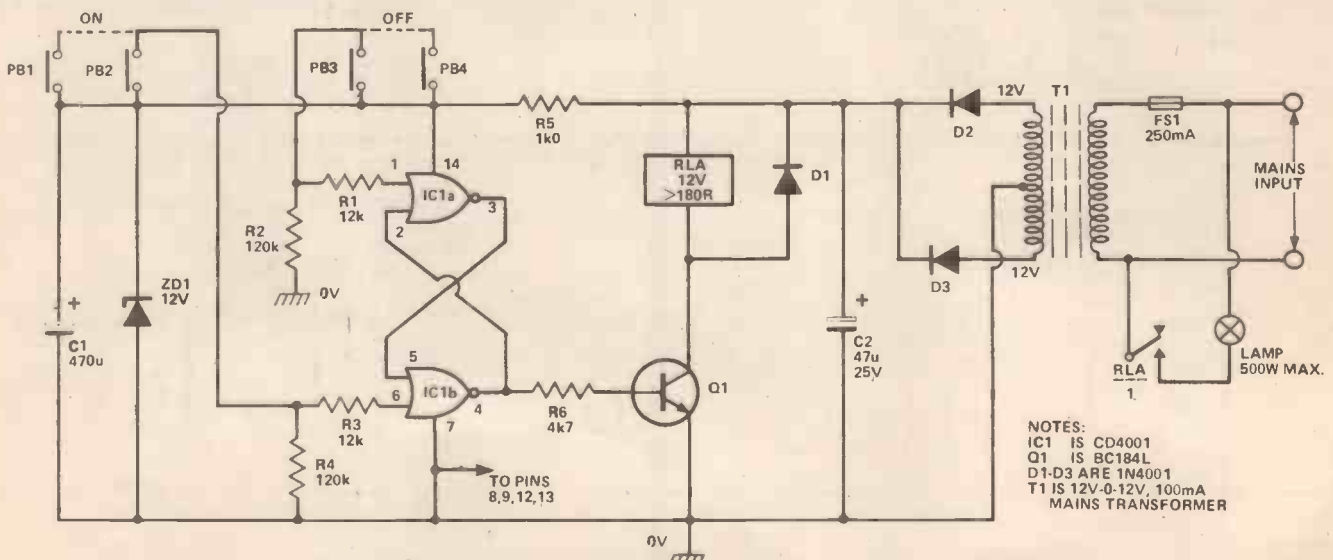 ON
OFF
PB1
PB2
PB3
PB4
R5
1k0
RLA
12V
>180R
D1
D2
12V
T1
FS1
250mA
MAINS
INPUT
1
14
R1
12k
IC1a
3
2
R2
120k
0V
ZD1
12V
+
C1
470u
5
6
IC1b
4
7
R3
12k
R4
120k
R6
4k7
Q1
+
C2
47u
25V
D3
12V
RLA
1
LAMP
500W MAX.
TO PINS
8,9,12,13
0V
NOTES:
IC1 IS CD4001
Q1 IS BC184L
D1-D3 ARE 1N4001
T1 IS 12V-0-12V, 100mA
MAINS TRANSFORMER